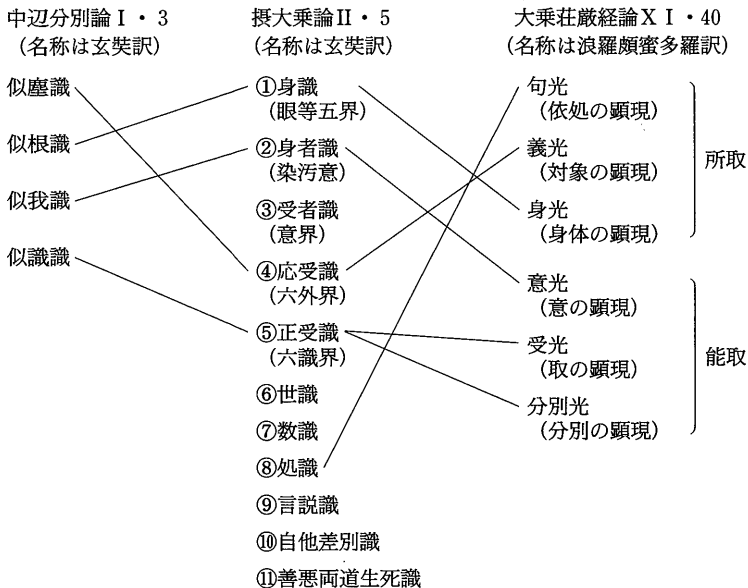 中辺分別論Ⅰ・3
（名称は玄奘訳）
似塵識
似根識
似我識
似識識
摂大乗論Ⅱ・5
（名称は玄奘訳）
①身識
（眼等五界）
②身者識
（染汚意）
③受者識
（意界）
④応受識
（六外界）
⑤正受識
（六識界）
⑥世識
⑦数識
⑧処識
⑨言説識
⑩自他差別識
⑪善悪両道生死識
大乗荘厳経論ⅩⅠ・40
（名称は浪羅頗蜜多羅訳）
句光
（依処の顕現）
義光
（対象の顕現）
身光
（身体の顕現）
所取
意光
（意の顕現）
受光
（取の顕現）
分別光
（分別の顕現）
能取